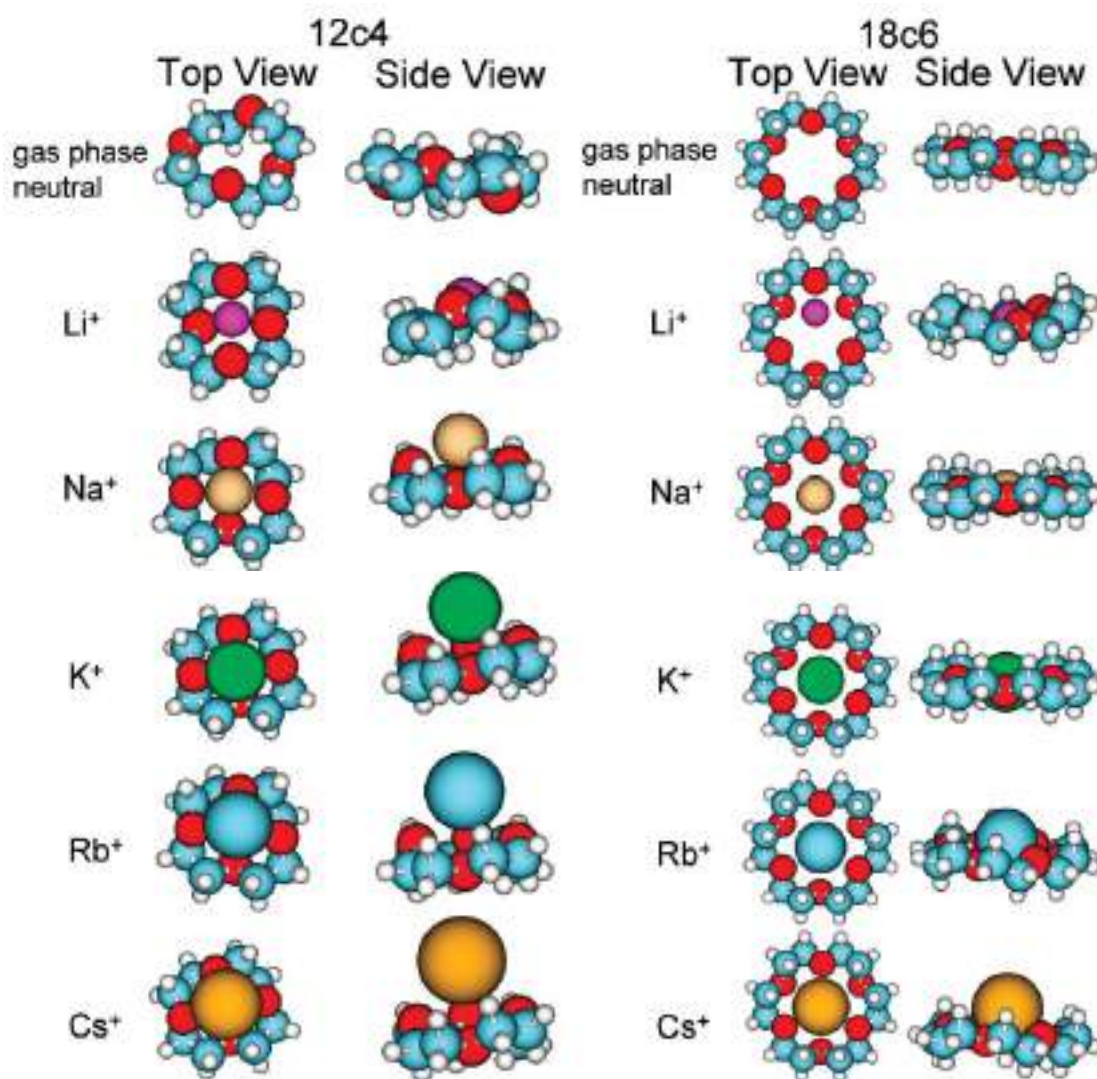 12c4
Top View Side View
gas phase
neutral
Li⁺
Na⁺
K⁺
Rb⁺
Cs⁺
18c6
Top View Side View
gas phase
neutral
Li⁺
Na⁺
K⁺
Rb⁺
Cs⁺